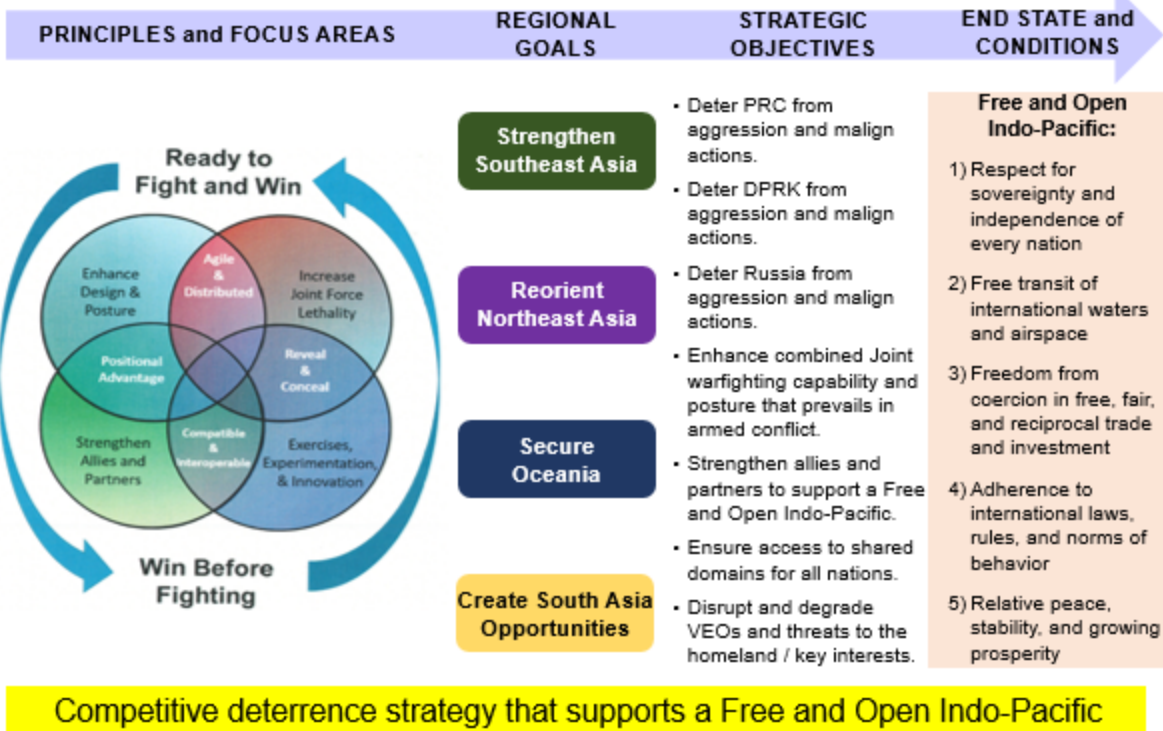 PRINCIPLES and FOCUS AREAS
REGIONAL
GOALS
STRATEGIC
OBJECTIVES
END STATE and
CONDITIONS
Ready to
Fight and Win
Enhance
Design &
Posture
Agile
&
Distributed
Increase
Joint Force
Lethality
Positional
Advantage
Reveal
&
Conceal
Strengthen
Allies and
Partners
Compatible
&
Interoperable
Exercises,
Experimentation,
& Innovation
Win Before
Fighting
Strengthen
Southeast Asia
Reorient
Northeast Asia
Secure
Oceania
Create South Asia
Opportunities
▪ Deter PRC from
aggression and malign
actions.
▪ Deter DPRK from
aggression and malign
actions.
▪ Deter Russia from
aggression and malign
actions.
▪ Enhance combined Joint
warfighting capability and
posture that prevails in
armed conflict.
▪ Strengthen allies and
partners to support a Free
and Open Indo-Pacific.
▪ Ensure access to shared
domains for all nations.
▪ Disrupt and degrade
VEOs and threats to the
homeland / key interests.
Free and Open
Indo-Pacific:
1) Respect for
sovereignty and
independence of
every nation
2) Free transit of
international waters
and airspace
3) Freedom from
coercion in free, fair,
and reciprocal trade
and investment
4) Adherence to
international laws,
rules, and norms of
behavior
5) Relative peace,
stability, and growing
prosperity
Competitive deterrence strategy that supports a Free and Open Indo-Pacific